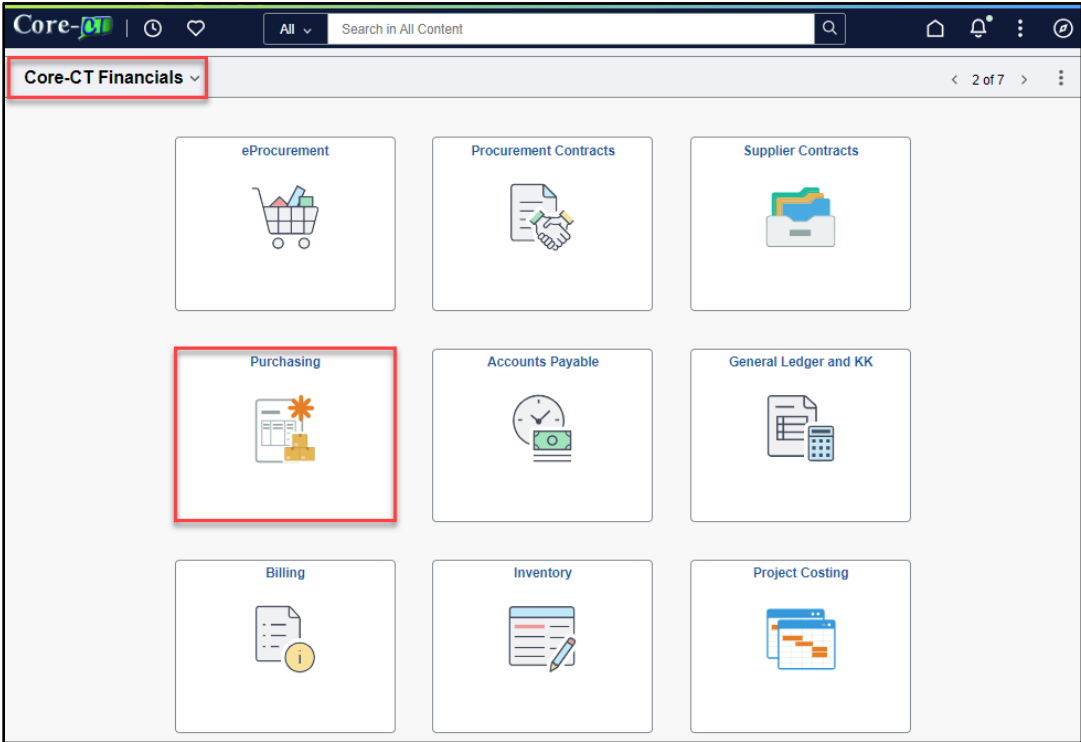 Core-CT
All
Search in All Content
Core-CT Financials
2 of 7
eProcurement
Procurement Contracts
Supplier Contracts
Purchasing
Accounts Payable
General Ledger and KK
Billing
Inventory
Project Costing